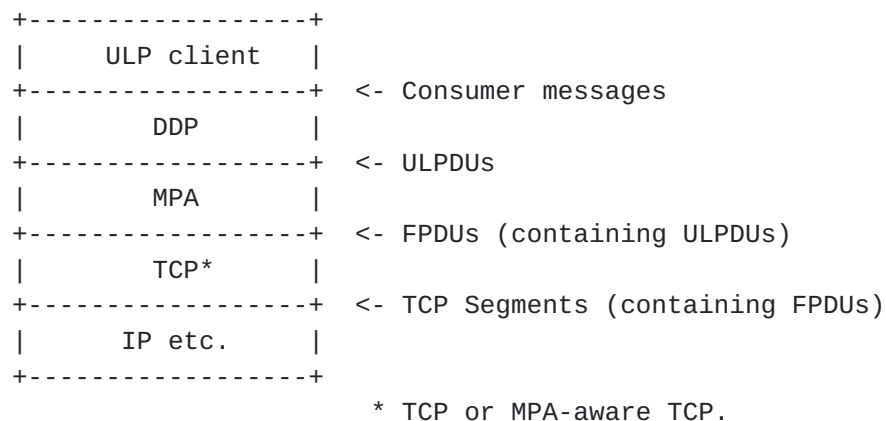 +------------------+
|     ULP client   |
+------------------+  <- Consumer messages
|        DDP       |
+------------------+  <- ULPDUs
|        MPA       |
+------------------+  <- FPDUs (containing ULPDUs)
|        TCP*      |
+------------------+  <- TCP Segments (containing FPDUs)
|      IP etc.     |
+------------------+
                       * TCP or MPA-aware TCP.